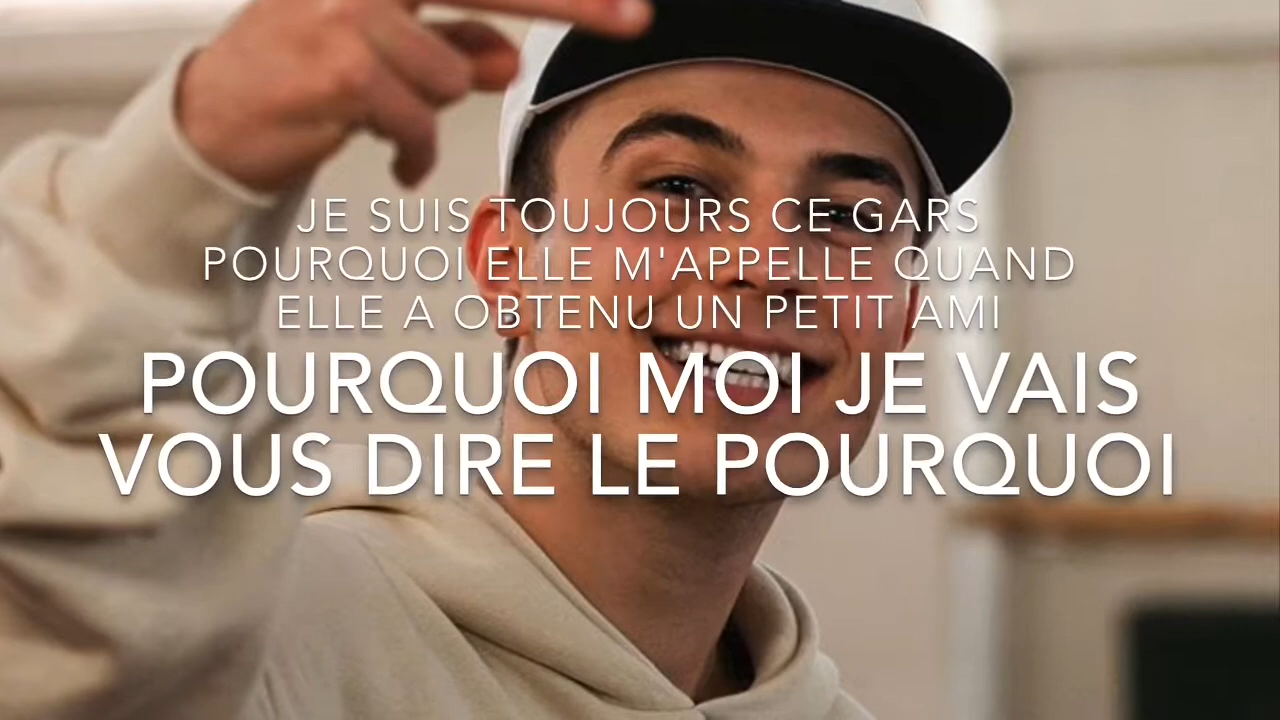 JE SUIS TOUJOURS CE GARS
POURQUOI ELLE M'APPELLE QUAND
ELLE A OBTENU UN PETIT AMI
POURQUOI MOI JE VAIS
VOUS DIRE LE POURQUOI